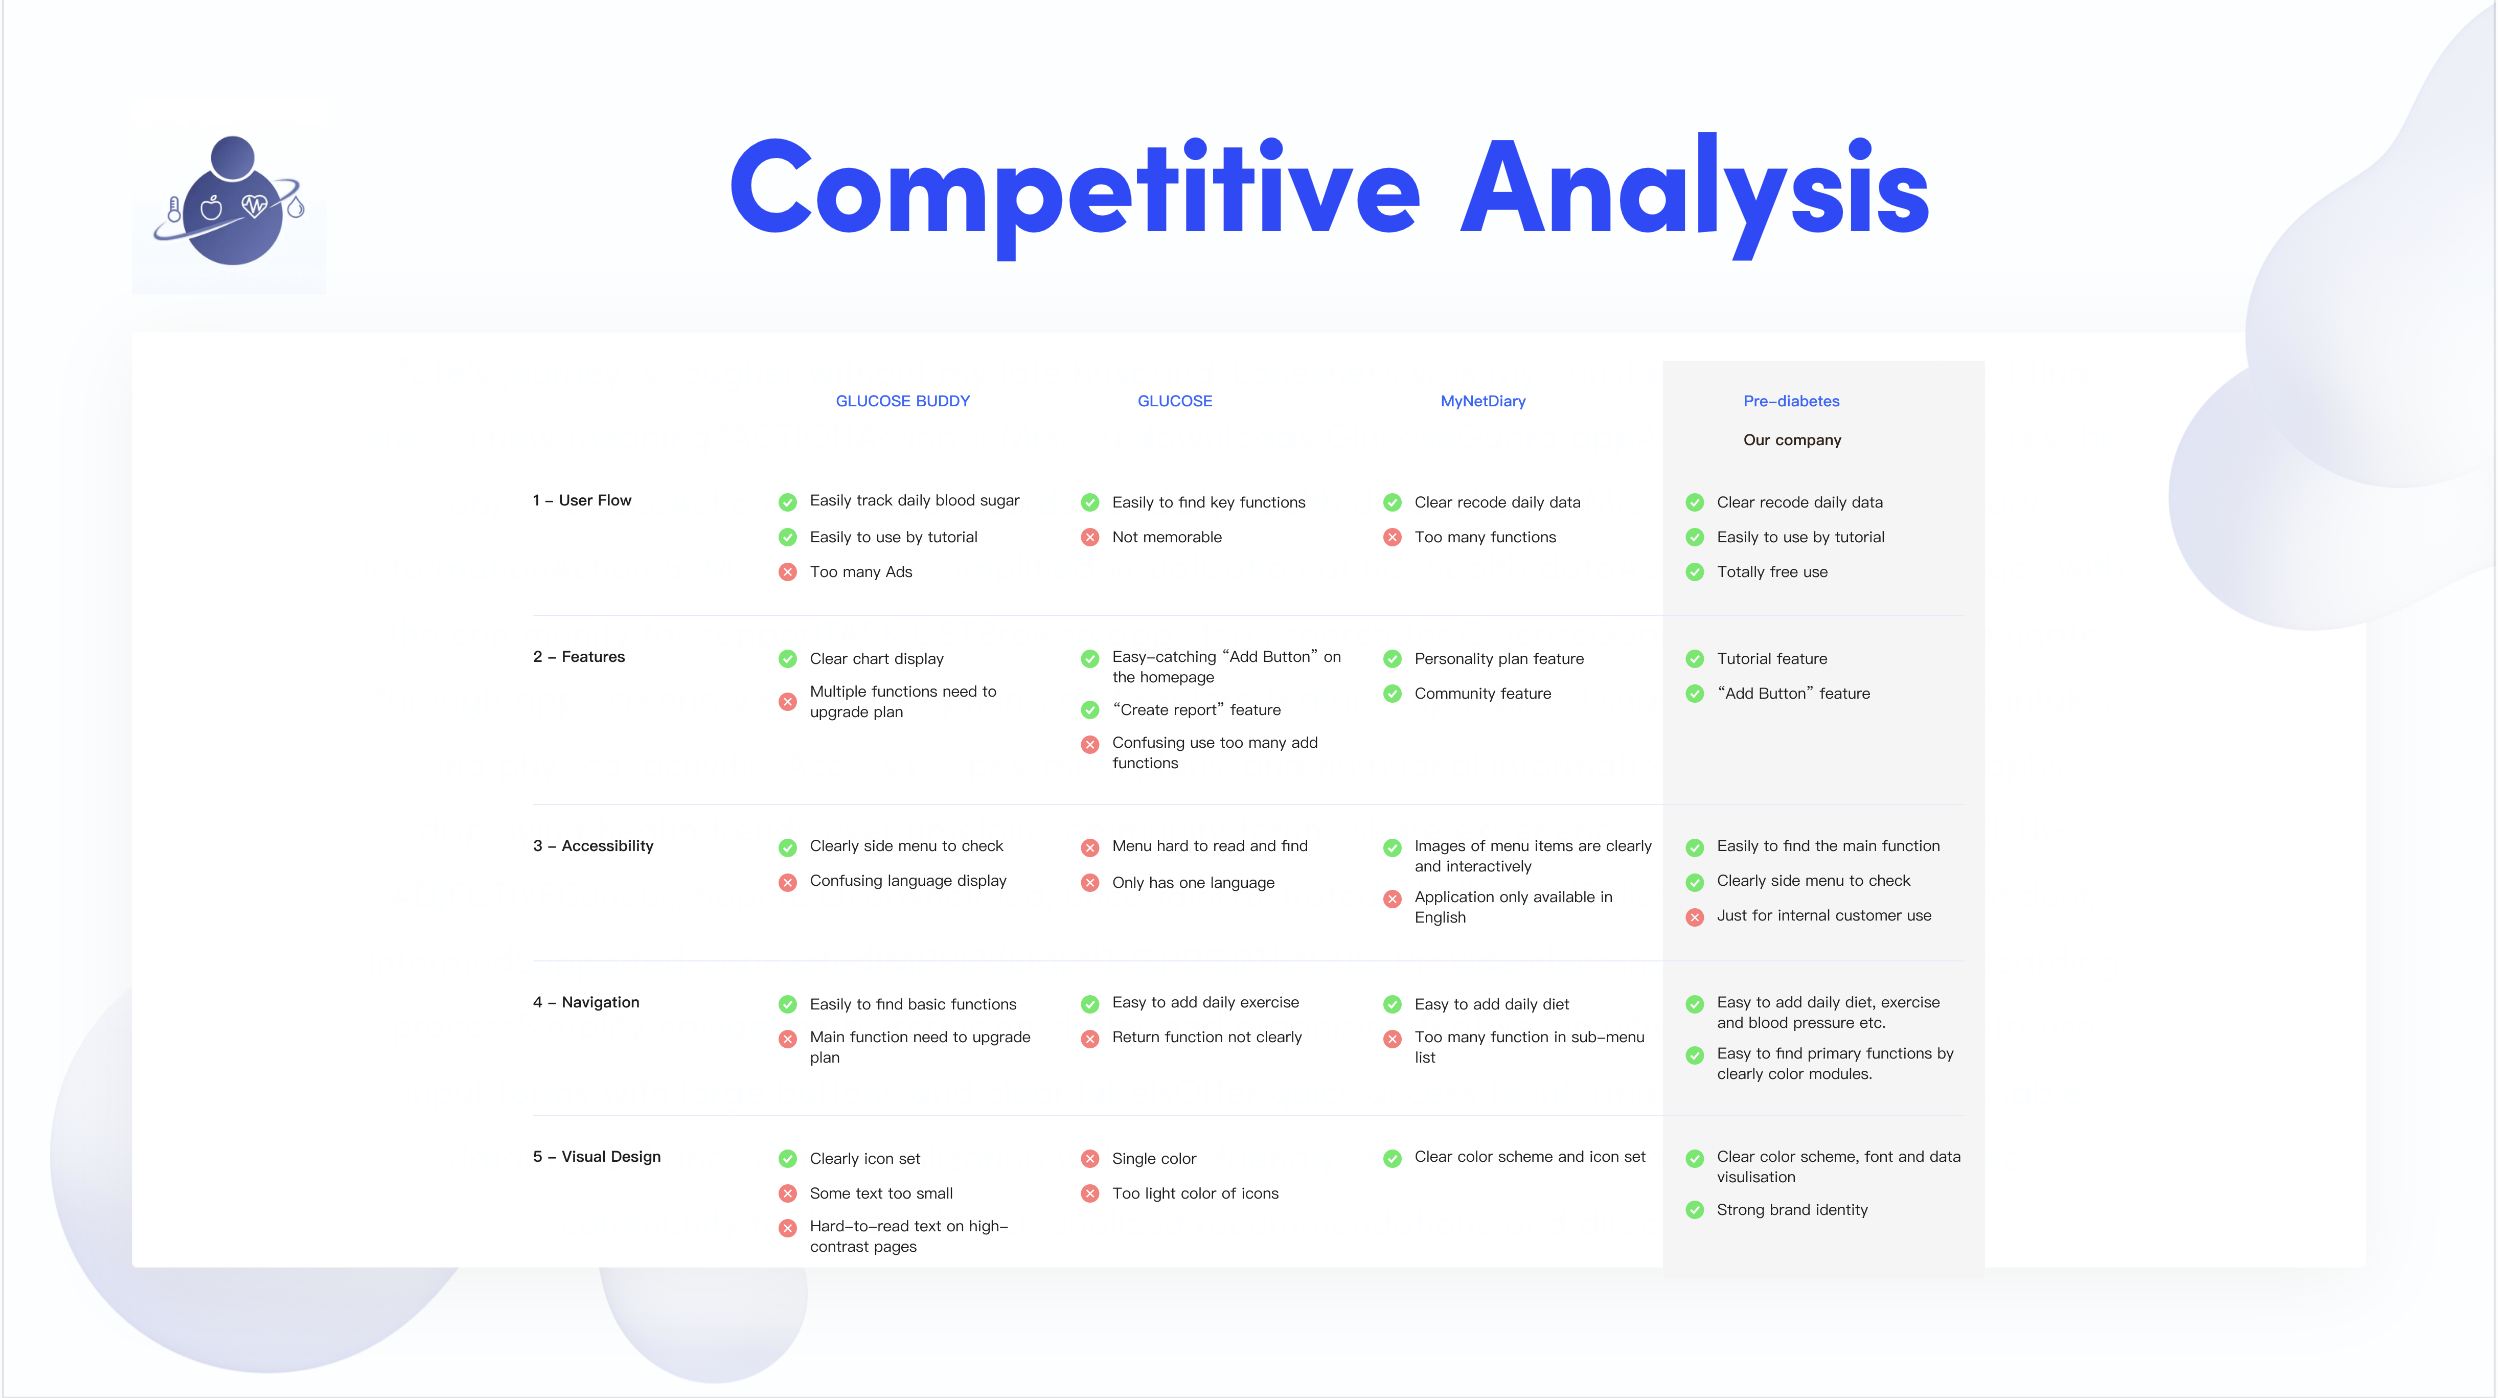 Competitive Analysis
GLUCOSE BUDDY
GLUCOSE
MyNetDiary
Pre-diabetes
Our company
1 - User Flow
Easily track daily blood sugar
Easily to use by tutorial
Too many Ads
Easily to find key functions
Not memorable
Clear recode daily data
Too many functions
Clear recode daily data
Easily to use by tutorial
Totally free use
2 - Features
Clear chart display
Multiple functions need to
upgrade plan
Easy-catching “Add Button” on
the homepage
“Create report” feature
Confusing use too many add
functions
Personality plan feature
Community feature
Tutorial feature
“Add Button” feature
3 - Accessibility
Clearly side menu to check
Confusing language display
Menu hard to read and find
Only has one language
Images of menu items are clearly
and interactively
Application only available in
English
Easily to find the main function
Clearly side menu to check
Just for internal customer use
4 - Navigation
Easily to find basic functions
Main function need to upgrade
plan
Easy to add daily exercise
Return function not clearly
Easy to add daily diet
Too many function in sub-menu
list
Easy to add daily diet, exercise
and blood pressure etc.
Easy to find primary functions by
clearly color modules.
5 - Visual Design
Clearly icon set
Some text too small
Hard-to-read text on high-
contrast pages
Single color
Too light color of icons
Clear color scheme and icon set
Clear color scheme, font and data
visulisation
Strong brand identity